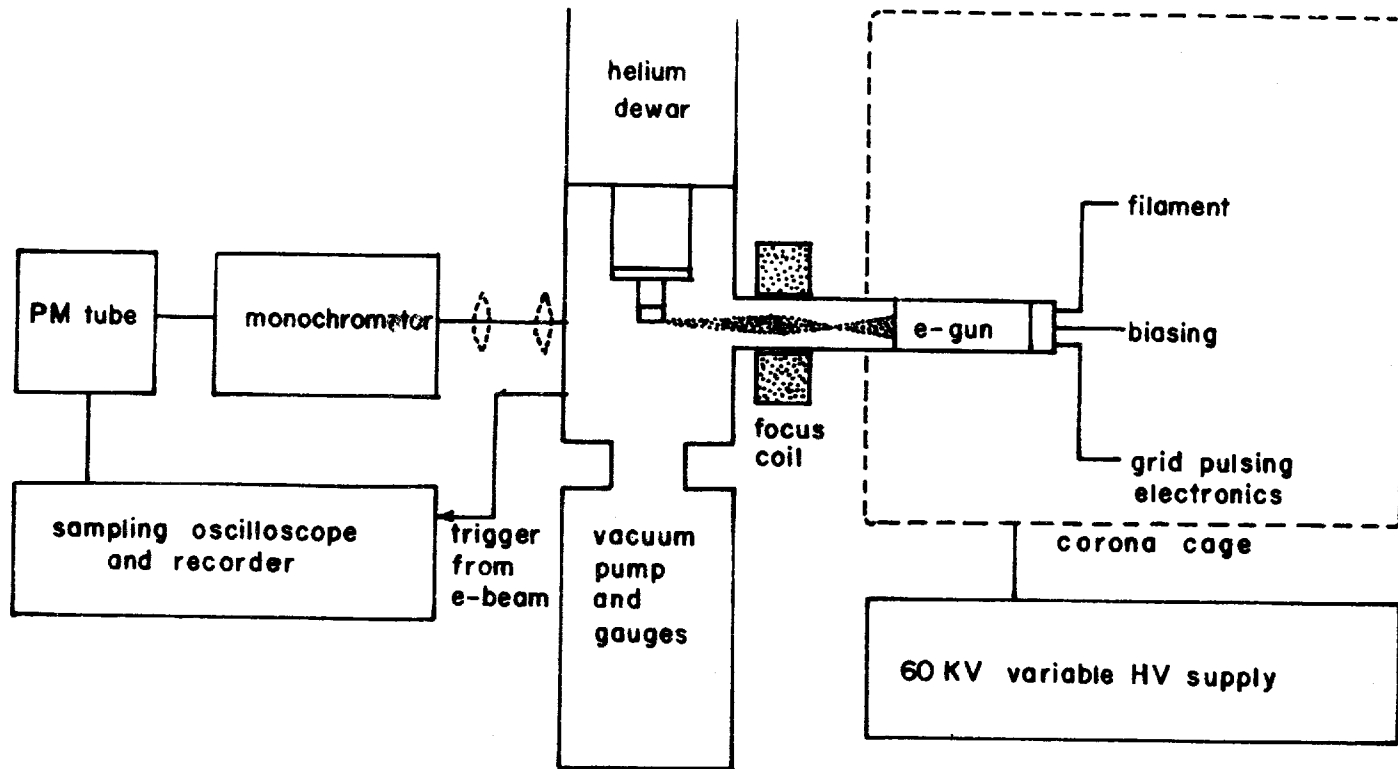 helium
dewar
filament
PM tube
monochromator
e-gun
biasing
focus
coil
grid pulsing
electronics
sampling oscilloscope
and recorder
trigger
from
e-beam
vacuum
pump
and
gauges
corona cage
60 KV variable HV supply